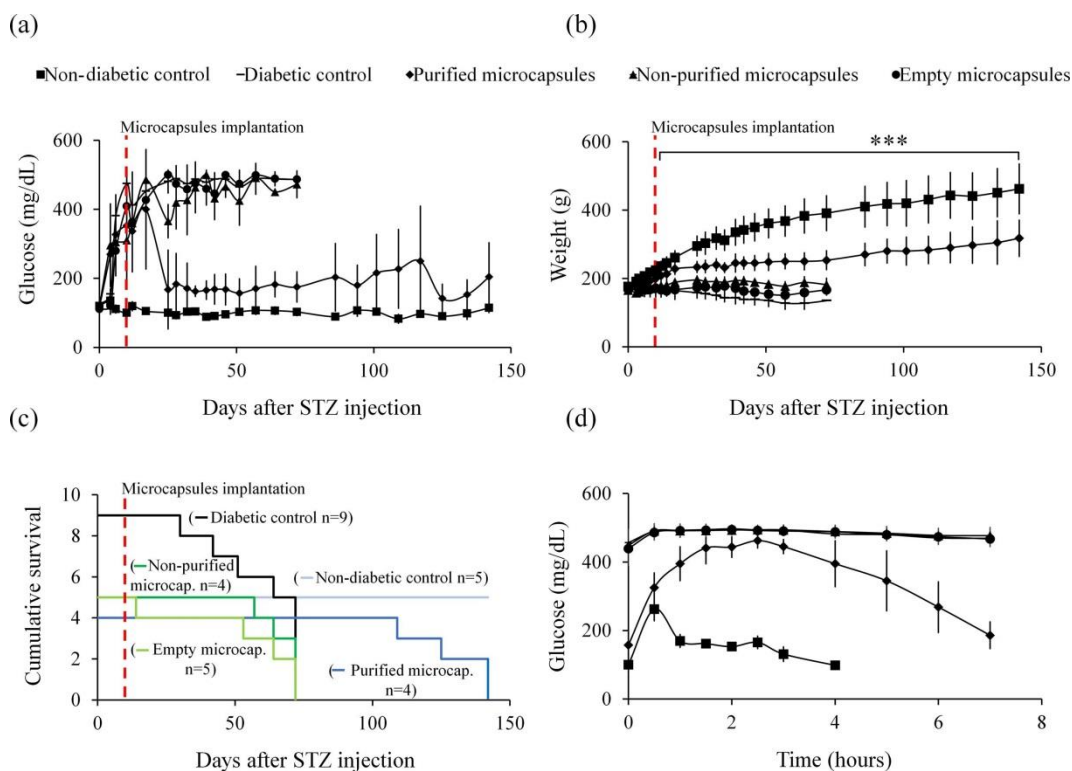 (a)
(b)
Non-diabetic control
Diabetic control
Purified microcapsules
Non-purified microcapsules
Empty microcapsules
Microcapsules implantation
600
400
200
0
Glucose (mg/dL)
0
50
100
150
Days after STZ injection
Microcapsules implantation
***
600
400
200
0
Weight (g)
0
50
100
150
Days after STZ injection
(c)
(d)
Microcapsules implantation
10
8
6
4
2
0
Cumulative survival
(– Diabetic control n=9)
(– Non-purified
microcap. n=4)
(– Non-diabetic control n=5)
(– Empty microcap.
n=5)
(– Purified microcap.
n=4)
0
50
100
150
Days after STZ injection
600
400
200
0
Glucose (mg/dL)
0
2
4
6
8
Time (hours)